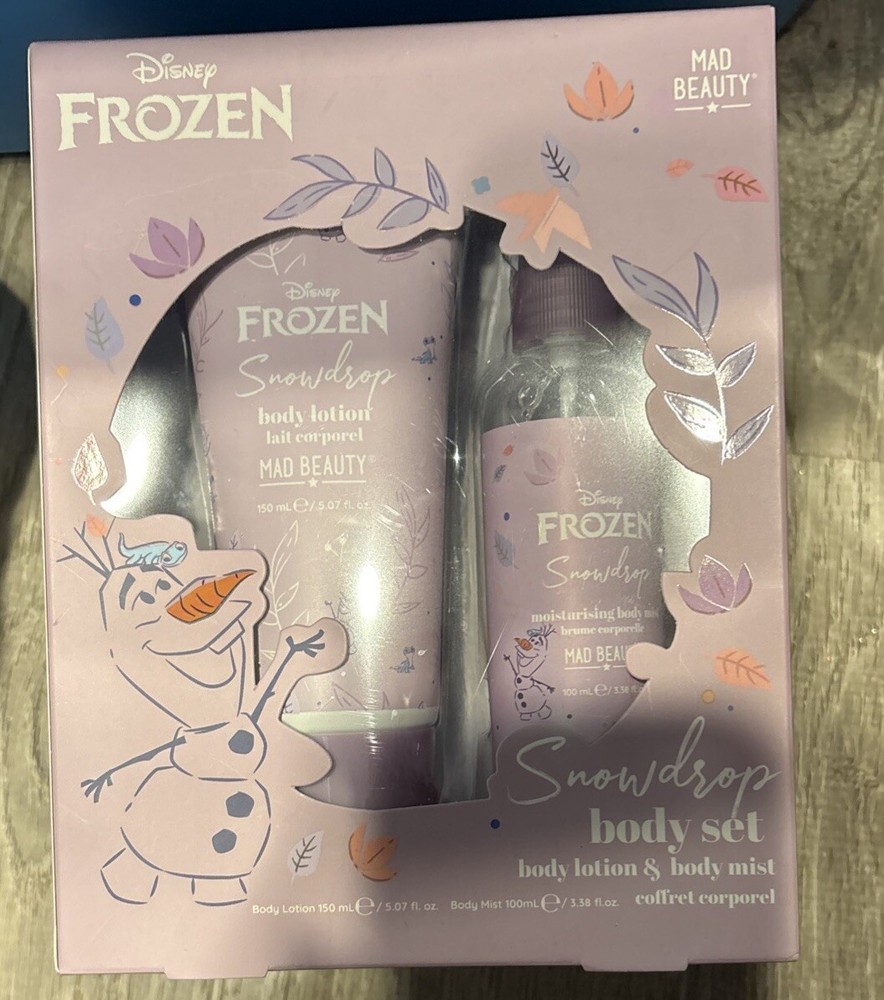 Disney
FROZEN
MAD
BEAUTY®
Disney
FROZEN
Snowdrop
body lotion
lait corporel
MAD BEAUTY®
150 mL ℮ / 5.07 fl. oz.
Disney
FROZEN
Snowdrop
moisturising body mist
brume corporelle
MAD BEAU
100 mL ℮ / 3.38 fl. o
Snowdrop
body set
body lotion & body mist
coffret corporel
Body Lotion 150 mL ℮ / 5.07 fl. oz. Body Mist 100mL ℮ / 3.38 fl.oz.